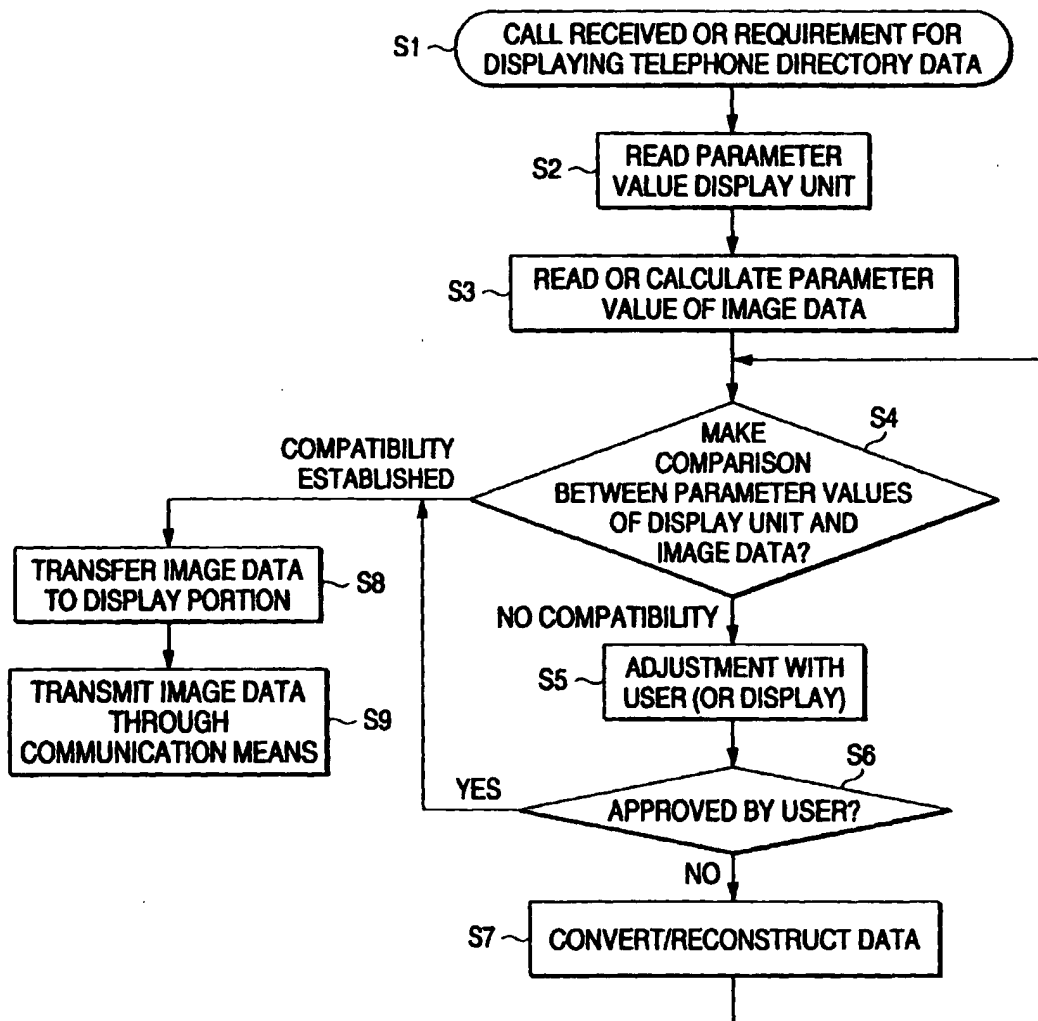 S1
CALL RECEIVED OR REQUIREMENT FOR
DISPLAYING TELEPHONE DIRECTORY DATA
S2
READ PARAMETER
VALUE DISPLAY UNIT
S3
READ OR CALCULATE PARAMETER
VALUE OF IMAGE DATA
S4
MAKE
COMPARISON
BETWEEN PARAMETER VALUES
OF DISPLAY UNIT AND
IMAGE DATA?
COMPATIBILITY
ESTABLISHED
TRANSFER IMAGE DATA
TO DISPLAY PORTION
S8
TRANSMIT IMAGE DATA
THROUGH
COMMUNICATION MEANS
S9
NO COMPATIBILITY
S5
ADJUSTMENT WITH
USER (OR DISPLAY)
S6
APPROVED BY USER?
YES
NO
S7
CONVERT/RECONSTRUCT DATA